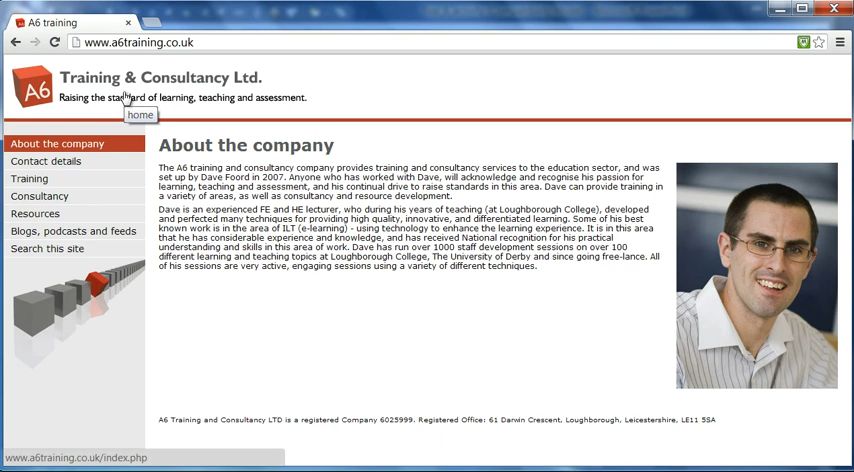 A6 training
www.a6training.co.uk
A6
Training & Consultancy Ltd.
Raising the standard of learning, teaching and assessment.
home
About the company
Contact details
Training
Consultancy
Resources
Blogs, podcasts and feeds
Search this site
About the company
The A6 training and consultancy company provides training and consultancy services to the education sector, and was
set up by Dave Foord in 2007. Anyone who has worked with Dave, will acknowledge and recognise his passion for
learning, teaching and assessment, and his continual drive to raise standards in this area. Dave can provide training in
a variety of areas, as well as consultancy and resource development.
Dave is an experienced FE and HE lecturer, who during his years of teaching (at Loughborough College), developed
and perfected many techniques for providing high quality, innovative, and differentiated learning. Some of his best
known work is in the area of ILT (e-learning) - using technology to enhance the learning experience. It is in this area
that he has considerable experience and knowledge, and has received National recognition for his practical
understanding and skills in this area of work. Dave has run over 1000 staff development sessions on over 100
different learning and teaching topics at Loughborough College, The University of Derby and since going free-lance. All
of his sessions are very active, engaging sessions using a variety of different techniques.
A6 Training and Consultancy LTD is a registered Company 6025999. Registered Office: 61 Darwin Crescent, Loughborough, Leicestershire, LE11 5SA
www.a6training.co.uk/index.php